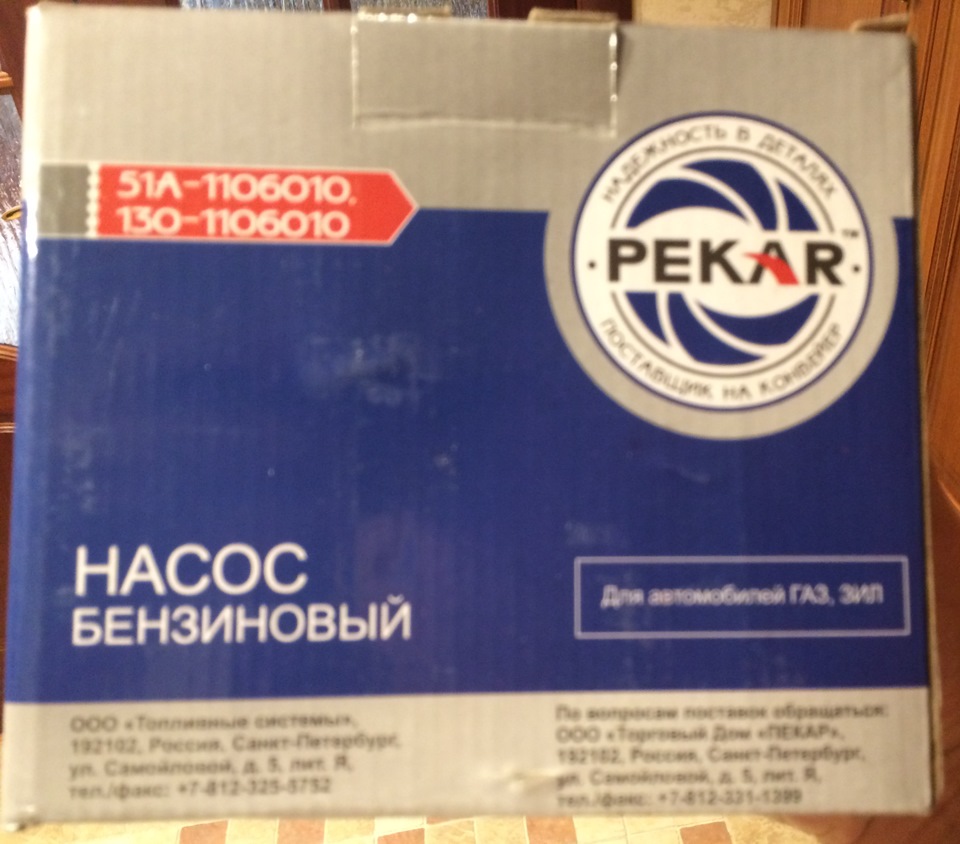 51А-1106010,
130-1106010
НАДЕЖНОСТЬ В ДЕТАЛЯХ
PEKAR™
ПОСТАВЩИК НА КОНВЕЙЕР
НАСОС
БЕНЗИНОВЫЙ
Для автомобилей ГАЗ, ЗИЛ
ООО «Топливные системы»,
192102, Россия, Санкт-Петербург,
ул. Самойловой, д. 5, лит. Я,
тел./факс: +7-812-325-5752
По вопросам поставок обращаться:
ООО «Торговый Дом «ПЕКАР»,
192102, Россия, Санкт-Петербург,
ул. Самойловой, д. 5, лит. Я,
тел./факс: +7-812-331-1399